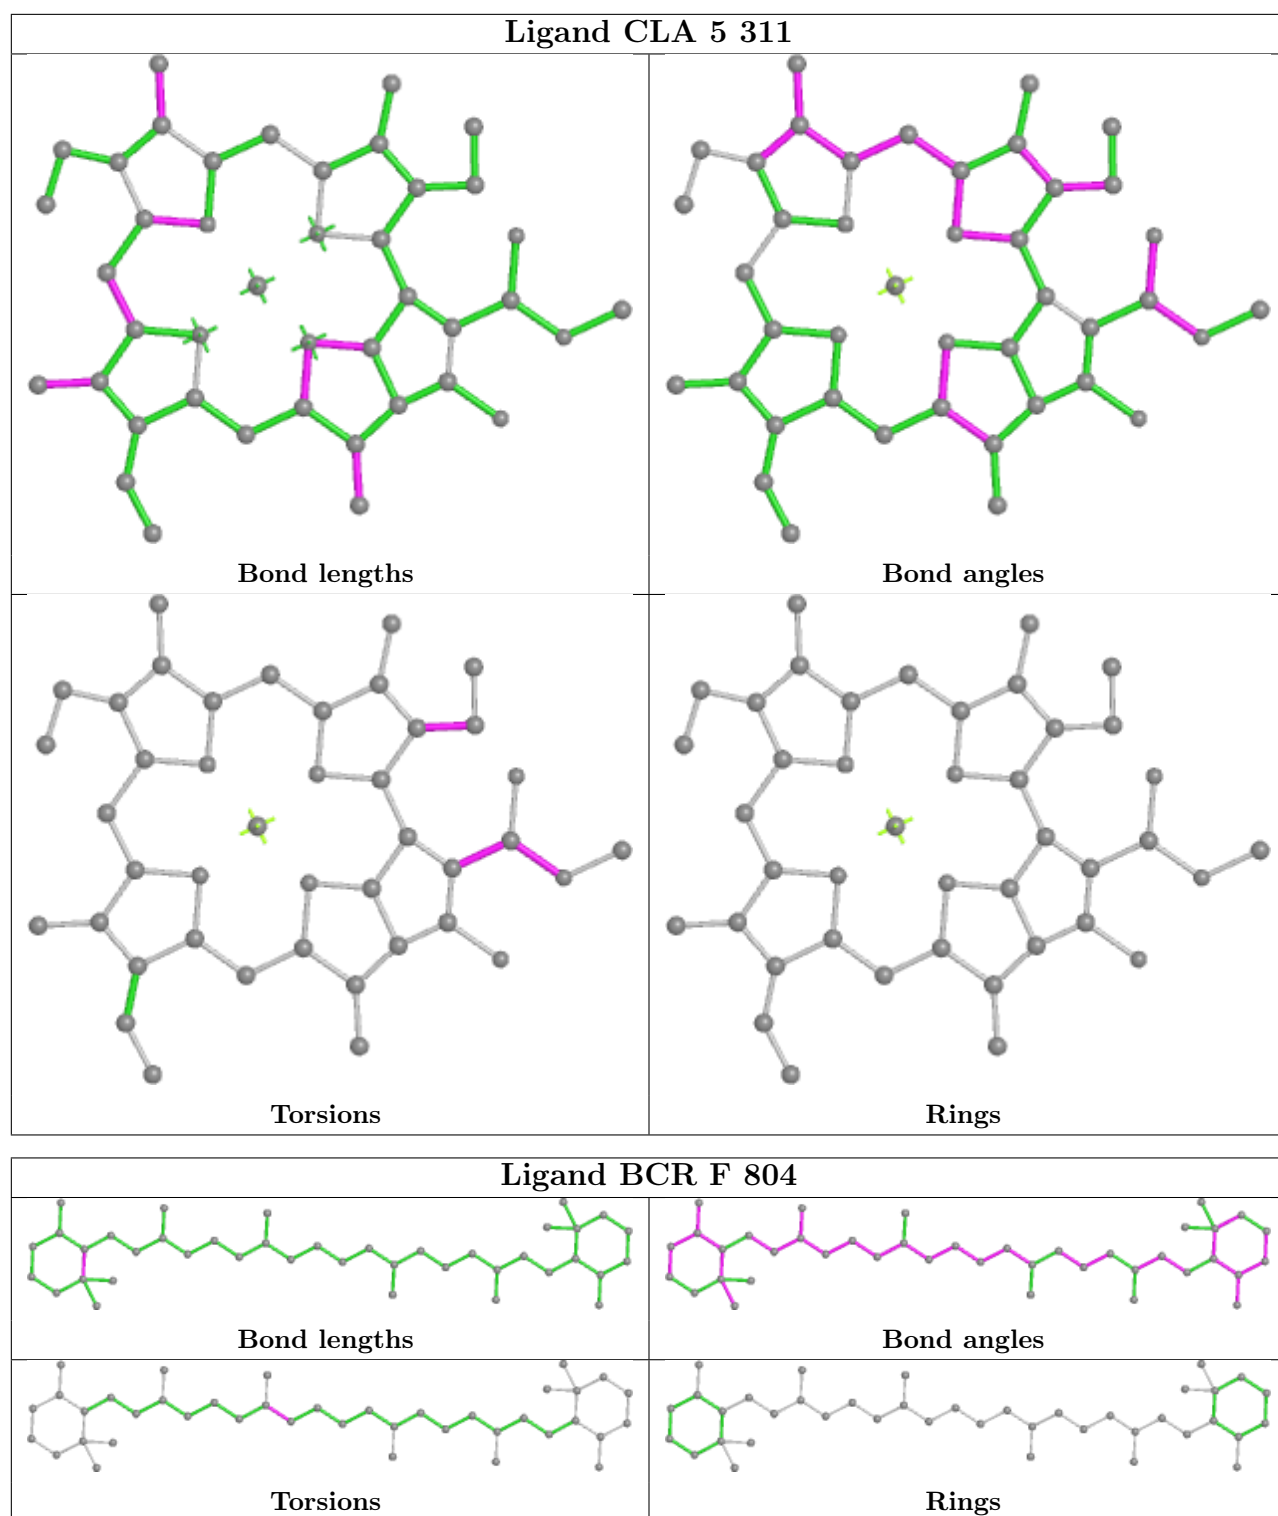 Ligand CLA 5 311
Bond lengths
Bond angles
Torsions
Rings
Ligand BCR F 804
Bond lengths
Bond angles
Torsions
Rings